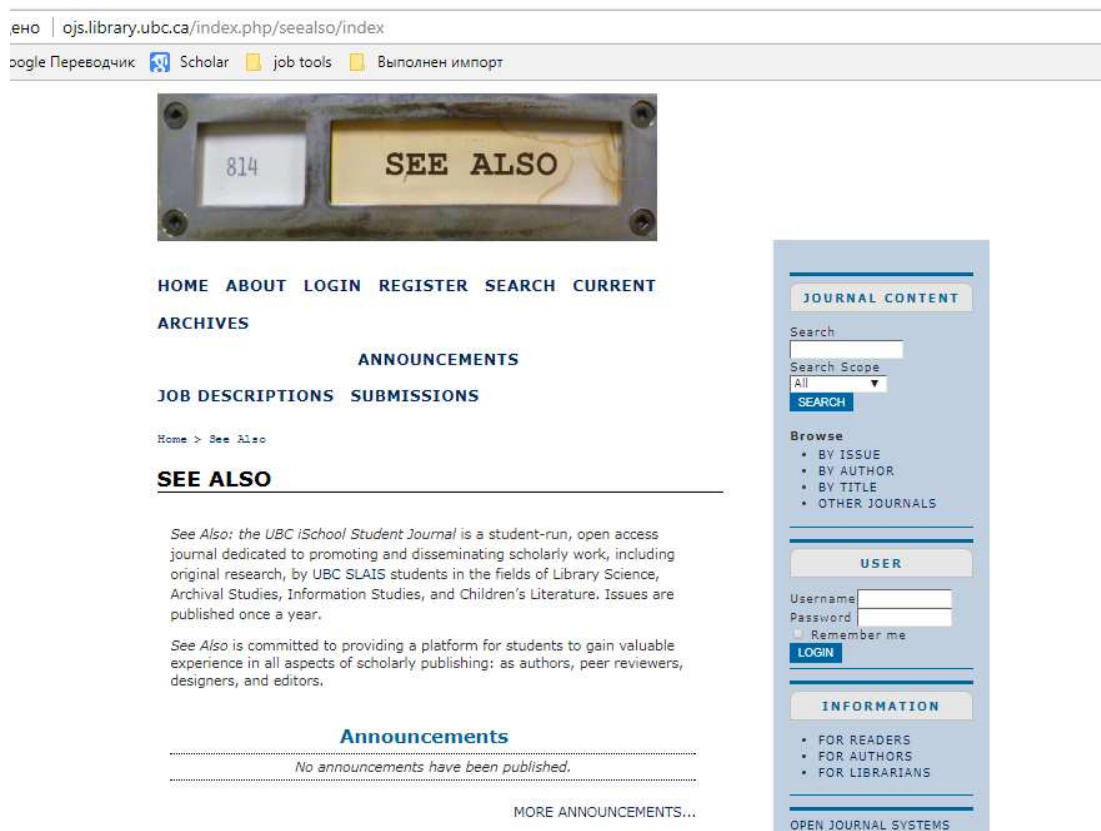 ojs.library.ubc.ca/index.php/seealso/index
Переводчик Scholar job tools Выполнен импорт
814 SEE ALSO
HOME ABOUT LOGIN REGISTER SEARCH CURRENT
ARCHIVES
ANNOUNCEMENTS
JOB DESCRIPTIONS SUBMISSIONS
Home > See Also
SEE ALSO
See Also: the UBC iSchool Student Journal is a student-run, open access
journal dedicated to promoting and disseminating scholarly work, including
original research, by UBC SLAIS students in the fields of Library Science,
Archival Studies, Information Studies, and Children's Literature. Issues are
published once a year.
See Also is committed to providing a platform for students to gain valuable
experience in all aspects of scholarly publishing: as authors, peer reviewers,
designers, and editors.
Announcements
No announcements have been published.
MORE ANNOUNCEMENTS...
JOURNAL CONTENT
Search
Search Scope
All
SEARCH
Browse
• BY ISSUE
• BY AUTHOR
• BY TITLE
• OTHER JOURNALS
USER
Username
Password
Remember me
LOGIN
INFORMATION
• FOR READERS
• FOR AUTHORS
• FOR LIBRARIANS
OPEN JOURNAL SYSTEMS